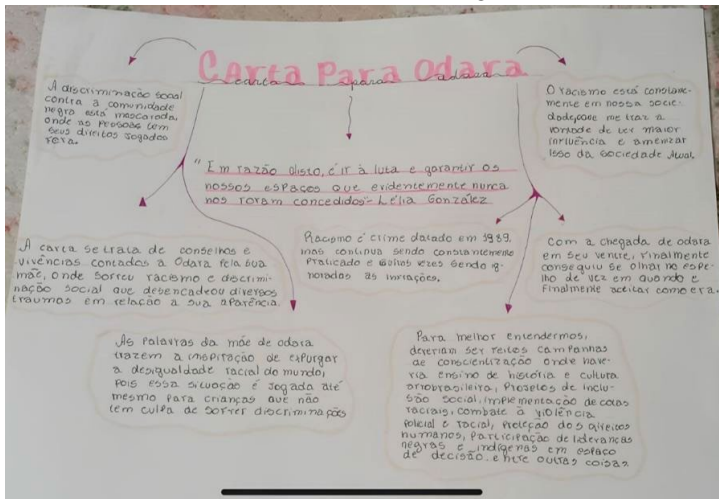 Carta Para Odara
carta para odara
A discriminação social
contra a comunidade
negra está mascarada,
onde as pessoas tem
seus direitos jogados
fora.
O racismo está constante-
mente em nossa socie-
dade, me traz a
vontade de ter maior
influência e amenizar
isso da sociedade atual.
"Em razão disto, é ir à luta e garantir os
nossos espaços que evidentemente nunca
nos foram concedidos"- Lélia González
A carta se trata de conselhos e
vivências contados a Odara pela sua
mãe, onde sofreu racismo e discrimi-
nação social que desencadeou diversos
traumas em relação a sua aparência.
Racismo é crime datado em 1989.
mas continua sendo constantemente
praticado e vezes sendo ig-
noradas as infrações.
Com a chegada de odara
em seu ventre, finalmente
conseguiu se olhar no espe-
lho de vez em quando e
finalmente aceitar como era.
As palavras da mãe de odara
trazem a inspiração de expurgar
a desigualdade racial do mundo,
pois essa situação é jogada até
mesmo para crianças que não
tem culpa de sofrer discriminações
Para melhor entendermos,
deveriam ser feitos campanhas
de conscientização onde have-
ria ensino de história e cultura
afrobrasileira, projetos de inclu-
são social, implementação de cotas
raciais, combate à violência
policial e racial, proteção dos direitos
humanos, participação de lideranças
negras e indígenas em espaço
de decisão, entre outras coisas